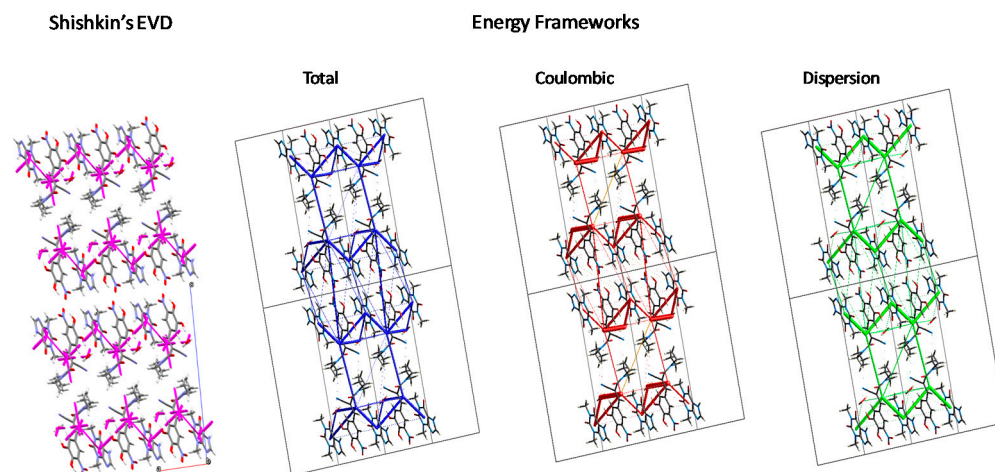 Shishkin's EVD
Energy Frameworks
Total
Coulombic
Dispersion